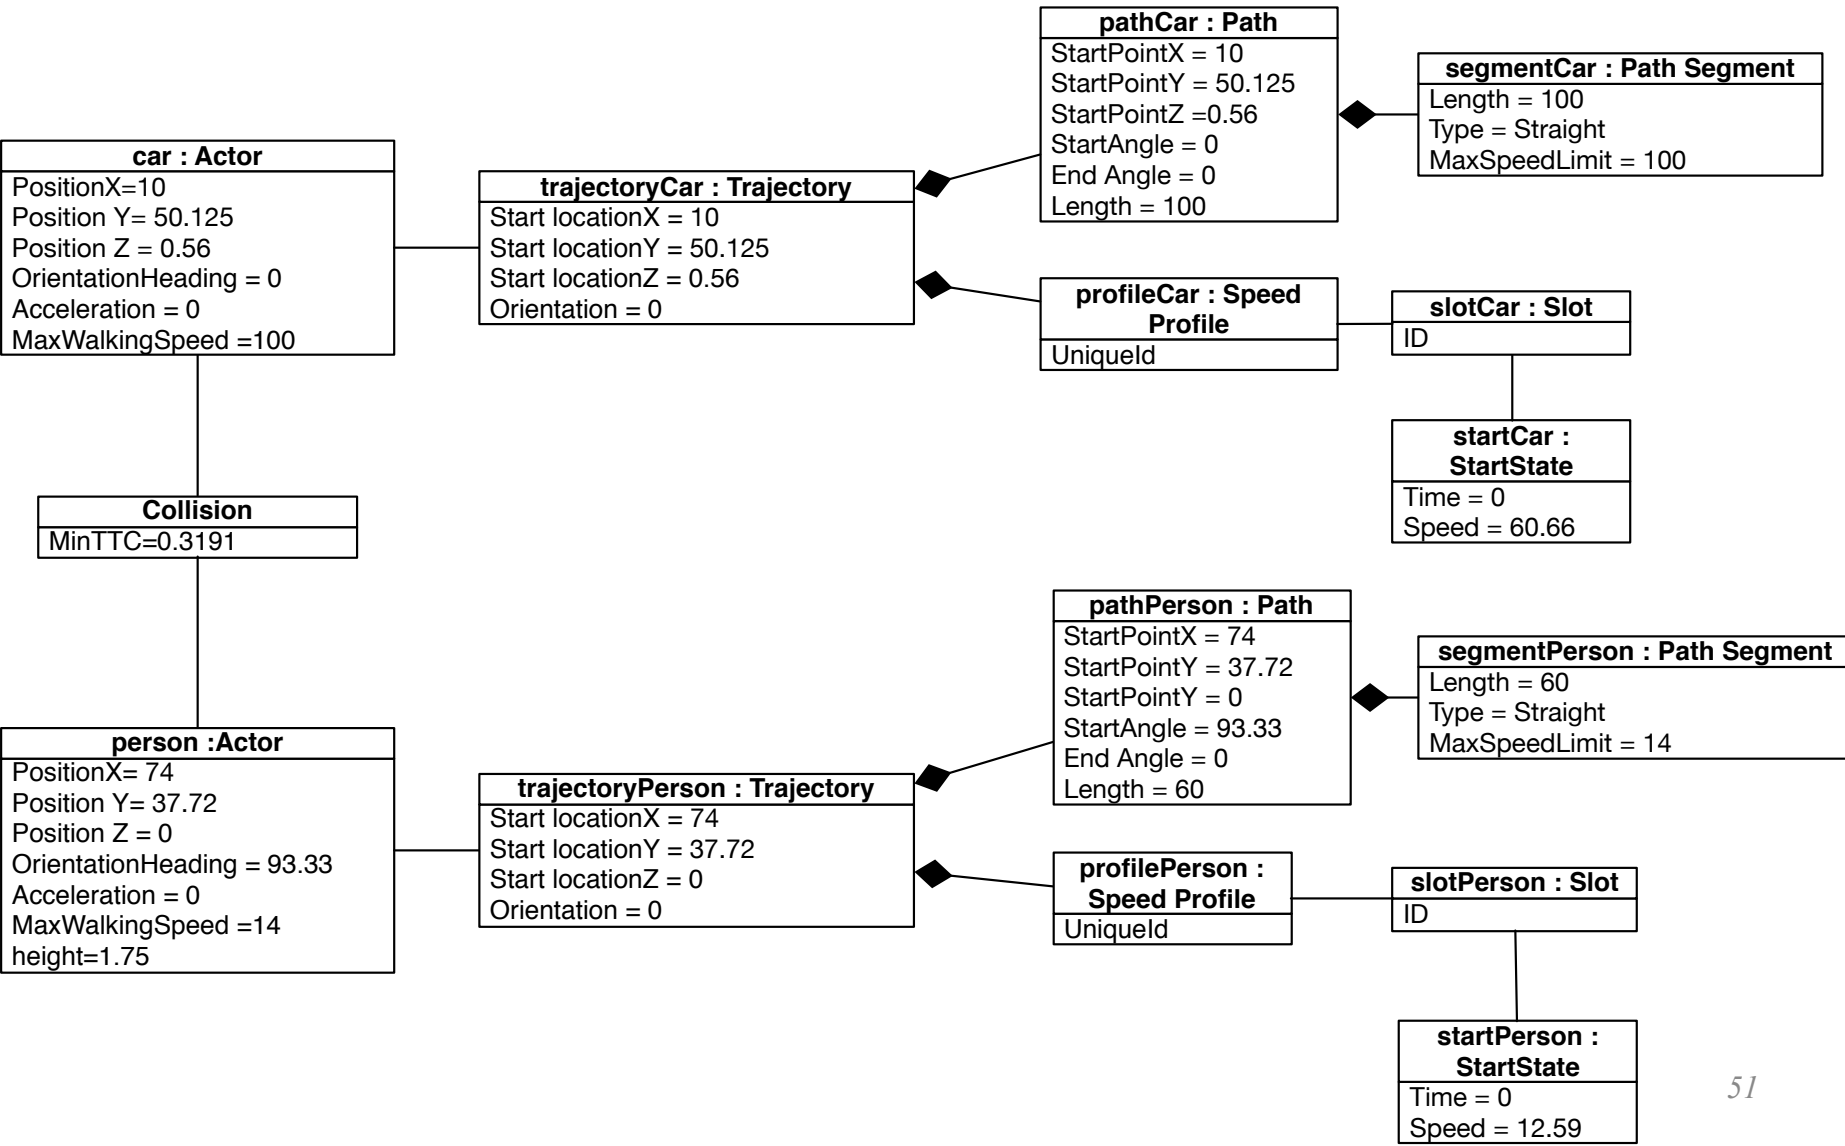 pathCar : Path
StartPointX = 10
StartPointY = 50.125
StartPointZ =0.56
StartAngle = 0
End Angle = 0
Length = 100
segmentCar : Path Segment
Length = 100
Type = Straight
MaxSpeedLimit = 100
car : Actor
PositionX=10
Position Y= 50.125
Position Z = 0.56
OrientationHeading = 0
Acceleration = 0
MaxWalkingSpeed =100
trajectoryCar : Trajectory
Start locationX = 10
Start locationY = 50.125
Start locationZ = 0.56
Orientation = 0
profileCar : Speed
Profile
UniqueId
slotCar : Slot
ID
startCar :
StartState
Time = 0
Speed = 60.66
Collision
MinTTC=0.3191
pathPerson : Path
StartPointX = 74
StartPointY = 37.72
StartPointY = 0
StartAngle = 93.33
End Angle = 0
Length = 60
segmentPerson : Path Segment
Length = 60
Type = Straight
MaxSpeedLimit = 14
person :Actor
PositionX= 74
Position Y= 37.72
Position Z = 0
OrientationHeading = 93.33
Acceleration = 0
MaxWalkingSpeed =14
height=1.75
trajectoryPerson : Trajectory
Start locationX = 74
Start locationY = 37.72
Start locationZ = 0
Orientation = 0
profilePerson :
Speed Profile
UniqueId
slotPerson : Slot
ID
startPerson :
StartState
Time = 0
Speed = 12.59
51